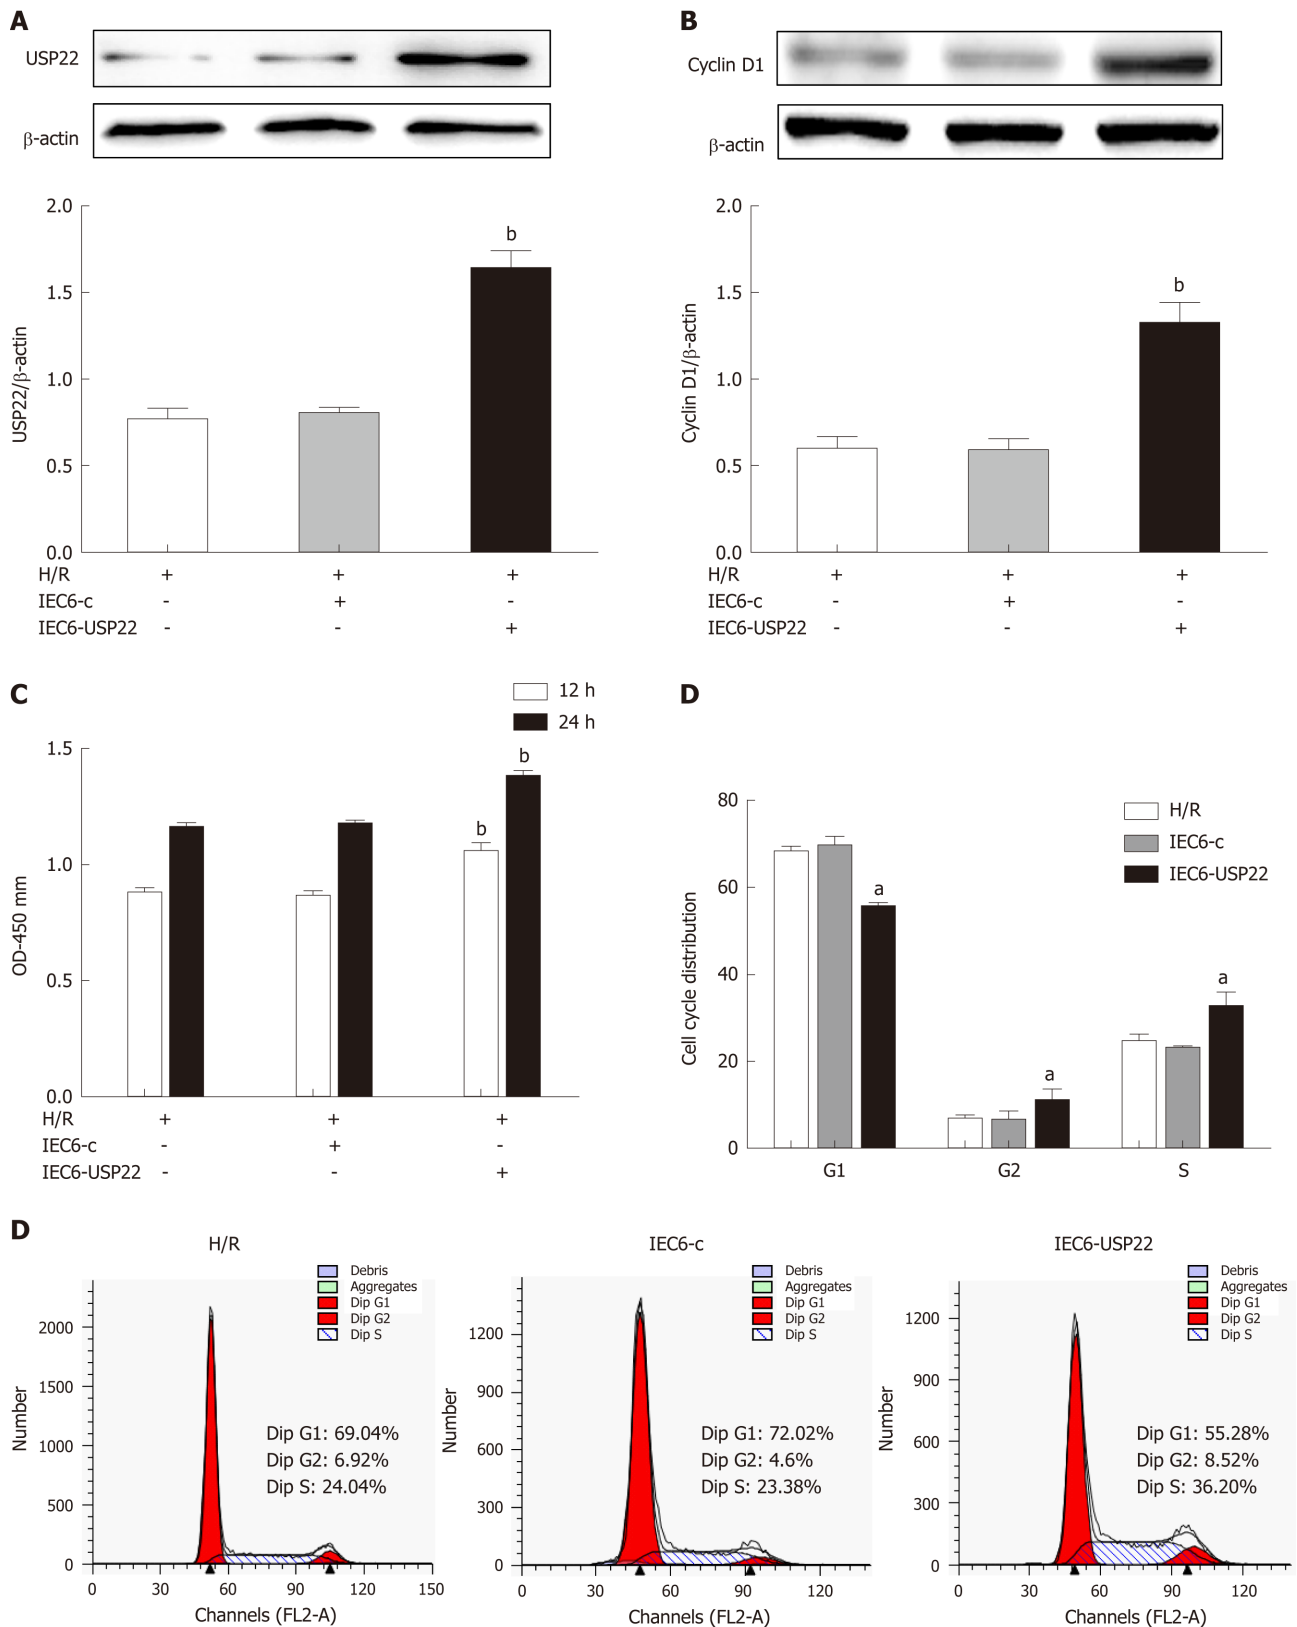 A
USP22
β-actin
2.0
1.5
1.0
0.5
0.0
USP22/β-actin
b
H/R + + +
IEC6-c - + -
IEC6-USP22 - - +
B
Cyclin D1
β-actin
2.0
1.5
1.0
0.5
0.0
Cyclin D1/β-actin
b
H/R + + +
IEC6-c - + -
IEC6-USP22 - - +
C
12 h
24 h
1.5
1.0
0.5
0.0
OD-450 mm
b
b
H/R + + +
IEC6-c - + -
IEC6-USP22 - - +
D
H/R
IEC6-c
IEC6-USP22
80
60
40
20
0
Cell cycle distribution
a
a
a
G1 G2 S
D
H/R
Debris
Aggregates
Dip G1
Dip G2
Dip S
2000
1500
1000
500
0
Number
Dip G1: 69.04%
Dip G2: 6.92%
Dip S: 24.04%
0 30 60 90 120 150
Channels (FL2-A)
IEC6-c
Debris
Aggregates
Dip G1
Dip G2
Dip S
1200
900
600
300
0
Number
Dip G1: 72.02%
Dip G2: 4.6%
Dip S: 23.38%
0 30 60 90 120
Channels (FL2-A)
IEC6-USP22
Debris
Aggregates
Dip G1
Dip G2
Dip S
1200
900
600
300
0
Number
Dip G1: 55.28%
Dip G2: 8.52%
Dip S: 36.20%
0 30 60 90 120
Channels (FL2-A)